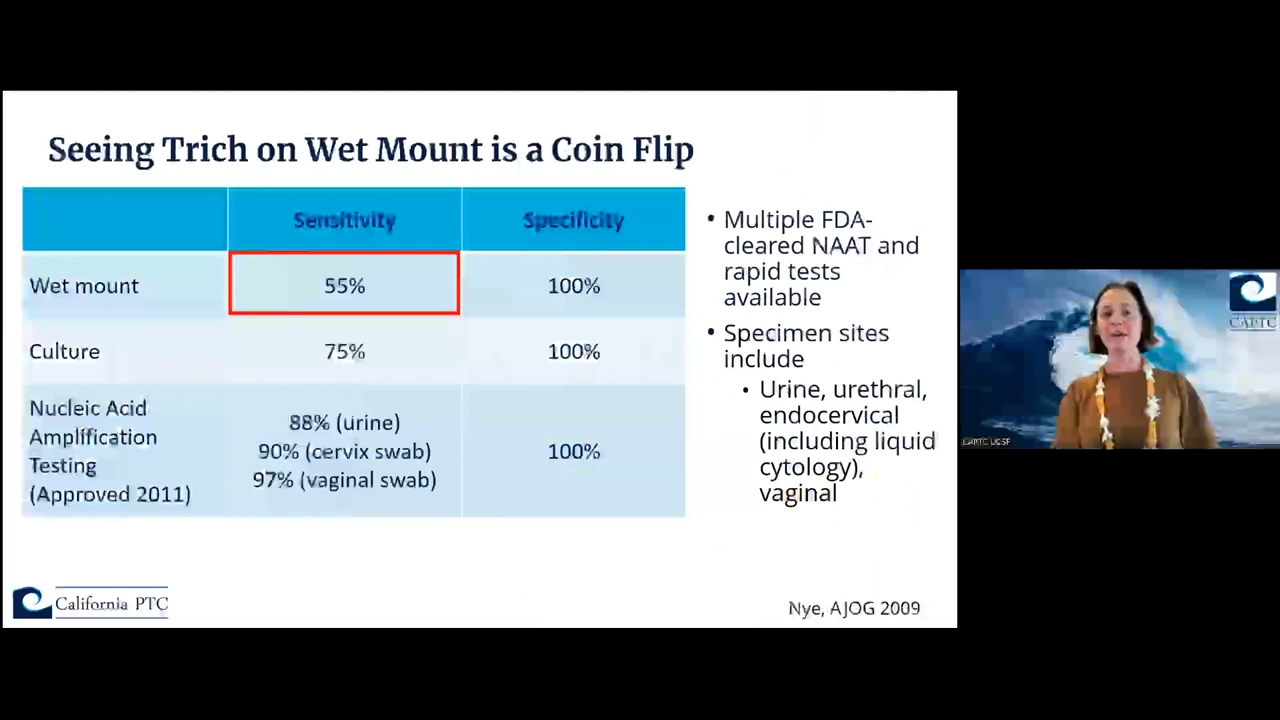 Seeing Trich on Wet Mount is a Coin Flip
Sensitivity
Specificity
Wet mount
55%
100%
Culture
75%
100%
Nucleic Acid
Amplification
Testing
(Approved 2011)
88% (urine)
90% (cervix swab)
97% (vaginal swab)
100%
• Multiple FDA-
cleared NAAT and
rapid tests
available
• Specimen sites
include
• Urine, urethral,
endocervical
(including liquid
cytology),
vaginal
California PTC
Nye, AJOG 2009
CAPTC
CAPTC UCSF